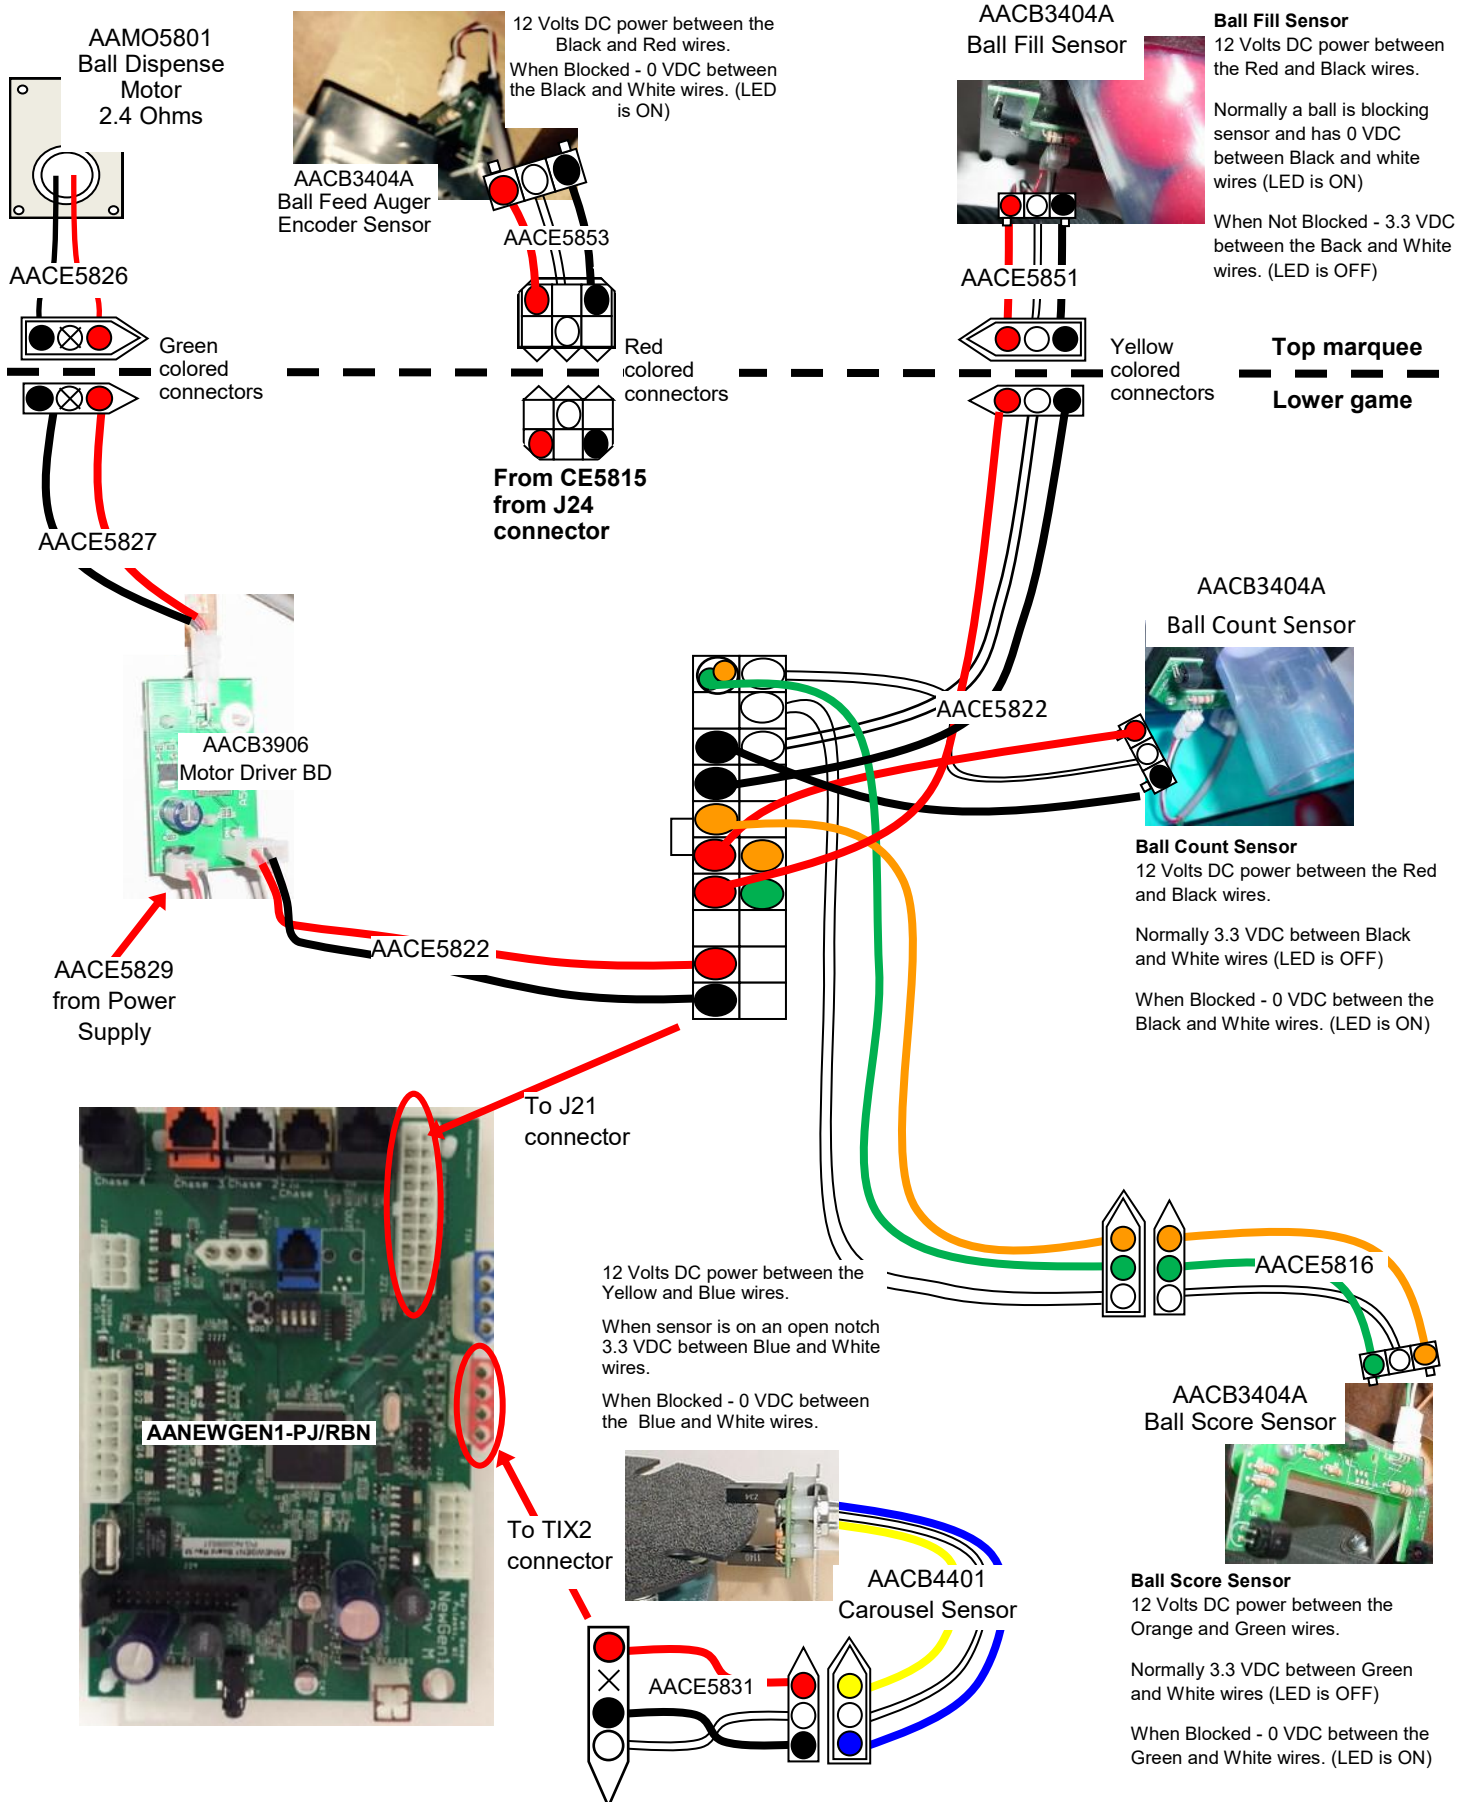 AAMO5801
Ball Dispense
Motor
2.4 Ohms
12 Volts DC power between the
Black and Red wires.
When Blocked - 0 VDC between
the Black and White wires. (LED
is ON)
AACB3404A
Ball Feed Auger
Encoder Sensor
AACB3404A
Ball Fill Sensor
Ball Fill Sensor
12 Volts DC power between
the Red and Black wires.
Normally a ball is blocking
sensor and has 0 VDC
between Black and white
wires (LED is ON)
When Not Blocked - 3.3 VDC
between the Back and White
wires. (LED is OFF)
AACE5826
AACE5853
AACE5851
Green
colored
connectors
Red
colored
connectors
Yellow
colored
connectors
Top marquee
Lower game
From CE5815
from J24
connector
AACE5827
AACB3404A
Ball Count Sensor
AACE5822
AACB3906
Motor Driver BD
Ball Count Sensor
12 Volts DC power between the Red
and Black wires.
Normally 3.3 VDC between Black
and White wires (LED is OFF)
When Blocked - 0 VDC between the
Black and White wires. (LED is ON)
AACE5822
AACE5829
from Power
Supply
To J21
connector
Chase 4
Chase 3
Chase 2
Chase 1
12 Volts DC power between the
Yellow and Blue wires.
When sensor is on an open notch
3.3 VDC between Blue and White
wires.
When Blocked - 0 VDC between
the Blue and White wires.
AACE5816
AACB3404A
Ball Score Sensor
AANEWGEN1-PJ/RBN
To TIX2
connector
234
1140
AACB4401
Carousel Sensor
NewGen1
Rev M
AACE5831
Ball Score Sensor
12 Volts DC power between the
Orange and Green wires.
Normally 3.3 VDC between Green
and White wires (LED is OFF)
When Blocked - 0 VDC between the
Green and White wires. (LED is ON)